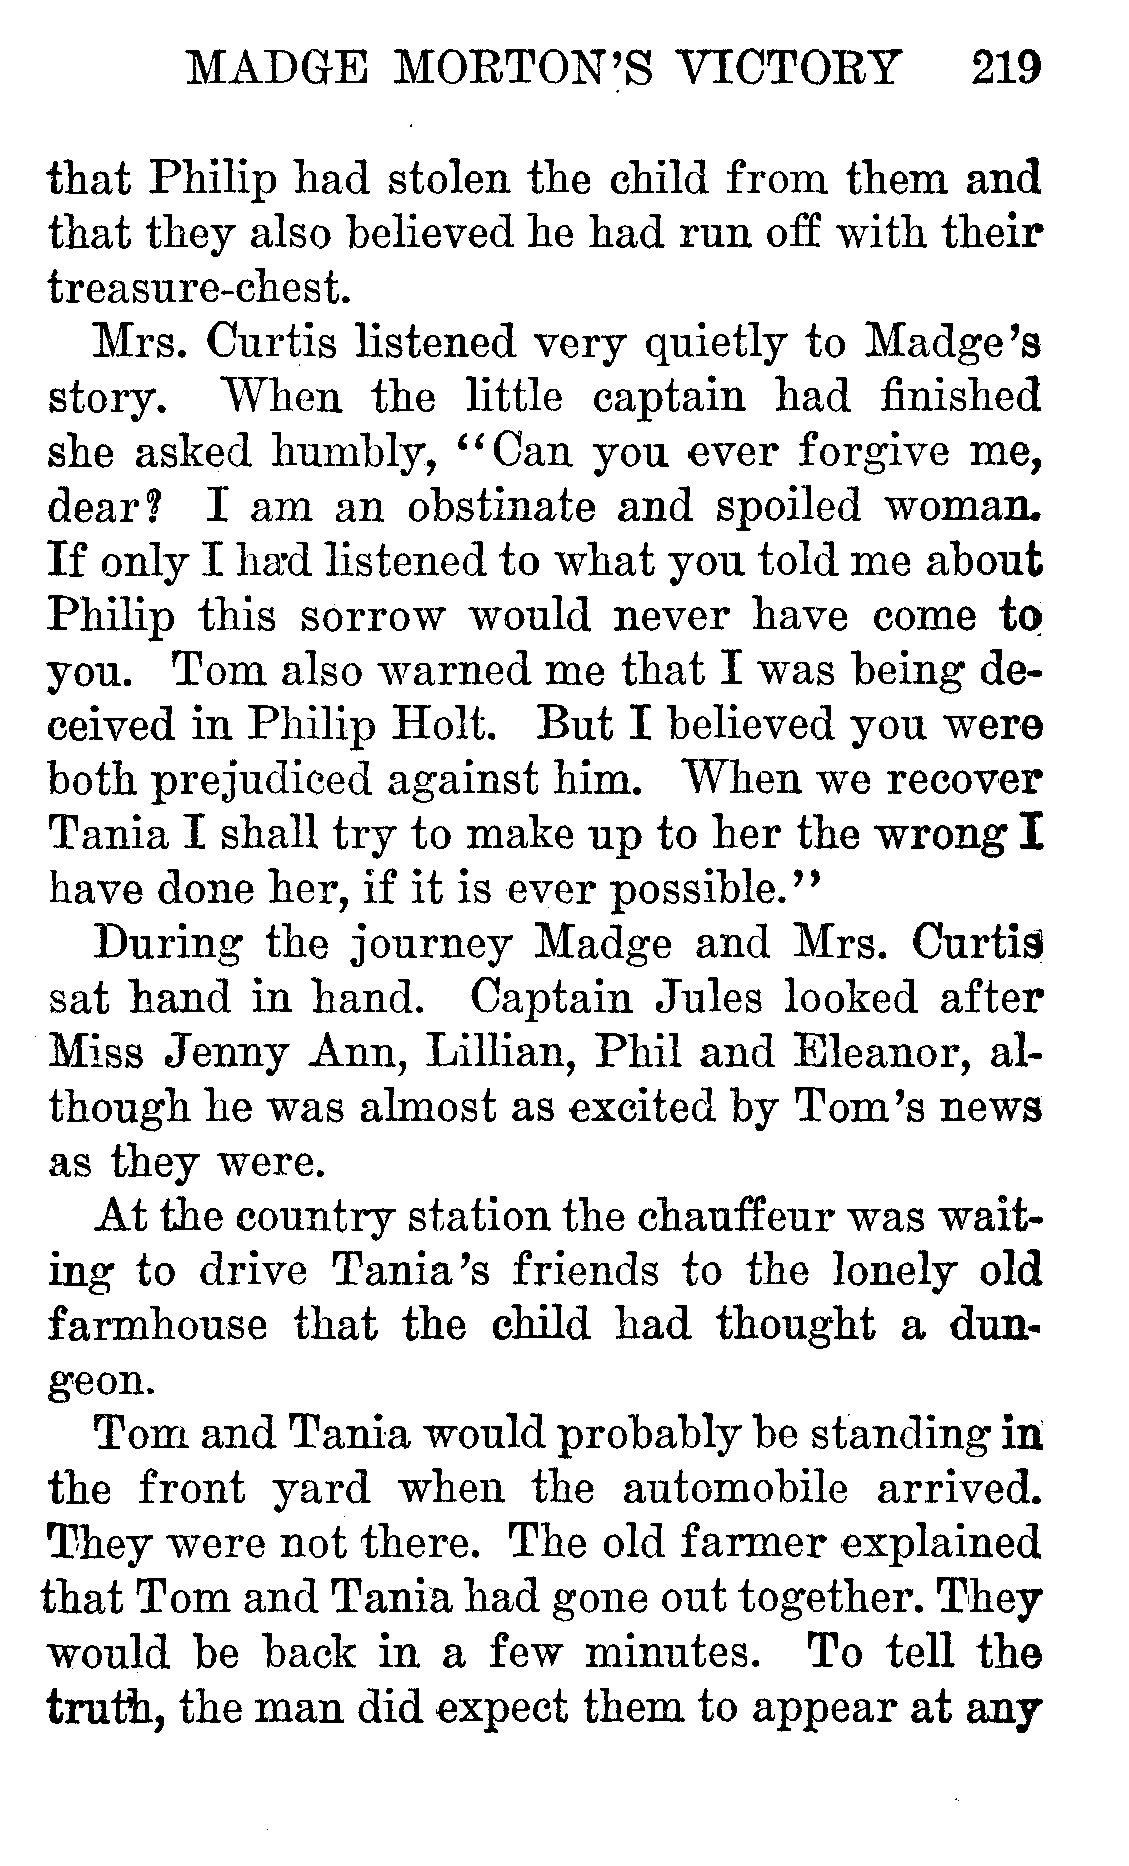 MADGE MORTON'S VICTORY 219
that Philip had stolen the child from them and
that they also believed he had run off with their
treasure-chest.
Mrs. Curtis listened very quietly to Madge's
story. When the little captain had finished
she asked humbly, "Can you ever forgive me,
dear? I am an obstinate and spoiled woman.
If only I had listened to what you told me about
Philip this sorrow would never have come to
you. Tom also warned me that I was being de-
ceived in Philip Holt. But I believed you were
both prejudiced against him. When we recover
Tania I shall try to make up to her the wrong I
have done her, if it is ever possible."
During the journey Madge and Mrs. Curtis
sat hand in hand. Captain Jules looked after
Miss Jenny Ann, Lillian, Phil and Eleanor, al-
though he was almost as excited by Tom's news
as they were.
At the country station the chauffeur was wait-
ing to drive Tania's friends to the lonely old
farmhouse that the child had thought a dun-
geon.
Tom and Tania would probably be standing in
the front yard when the automobile arrived.
They were not there. The old farmer explained
that Tom and Tania had gone out together. They
would be back in a few minutes. To tell the
truth, the man did expect them to appear at any